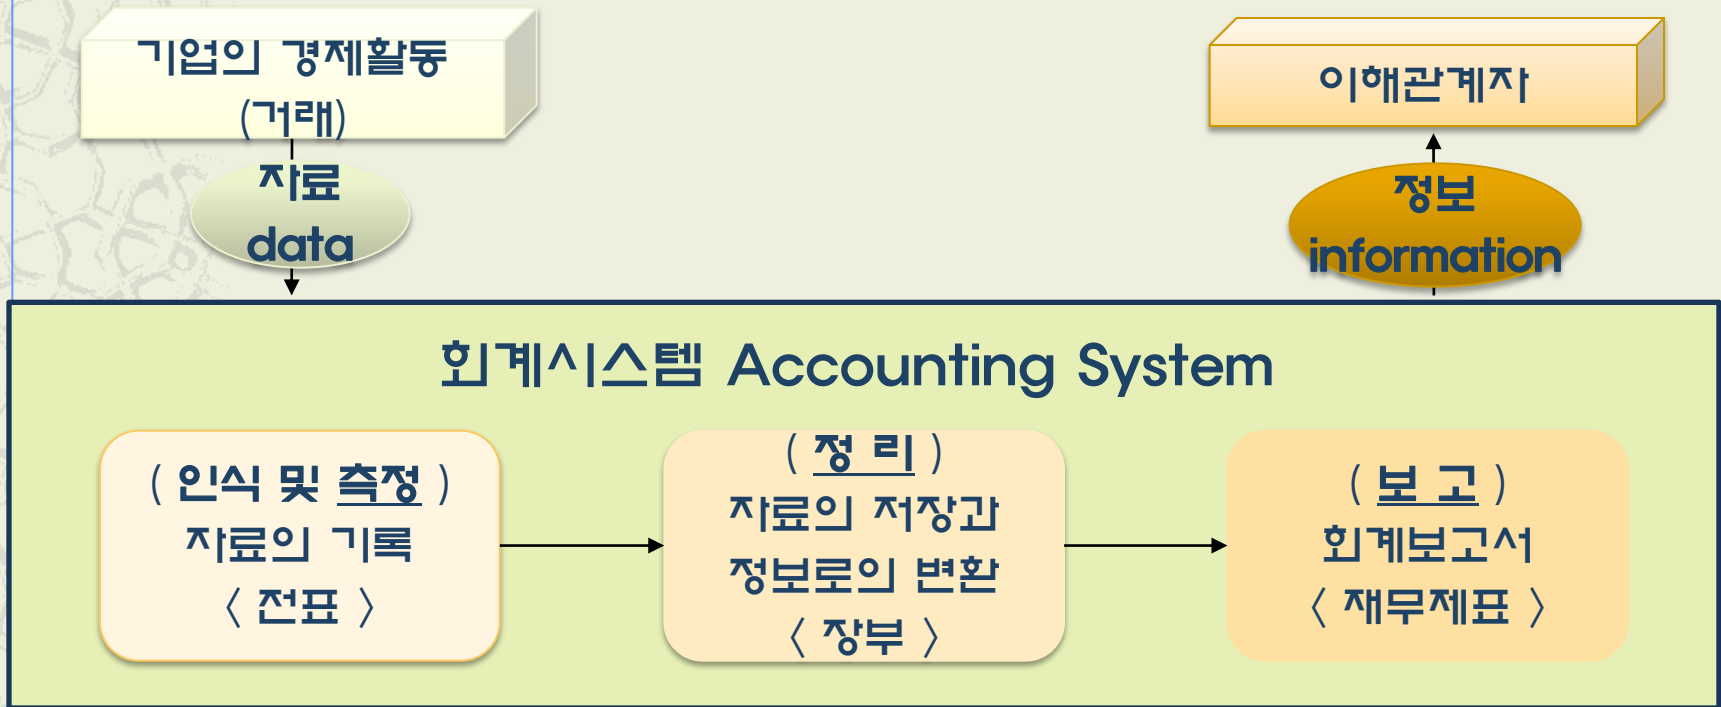 기업의 경제활동
(거래)
자료
data
이해관계자
정보
information
회계시스템 Accounting System
( 인식 및 측정 )
자료의 기록
〈 전표 〉
( 정 리 )
자료의 저장과
정보로의 변환
〈 장부 〉
( 보 고 )
회계보고서
〈 재무제표 〉